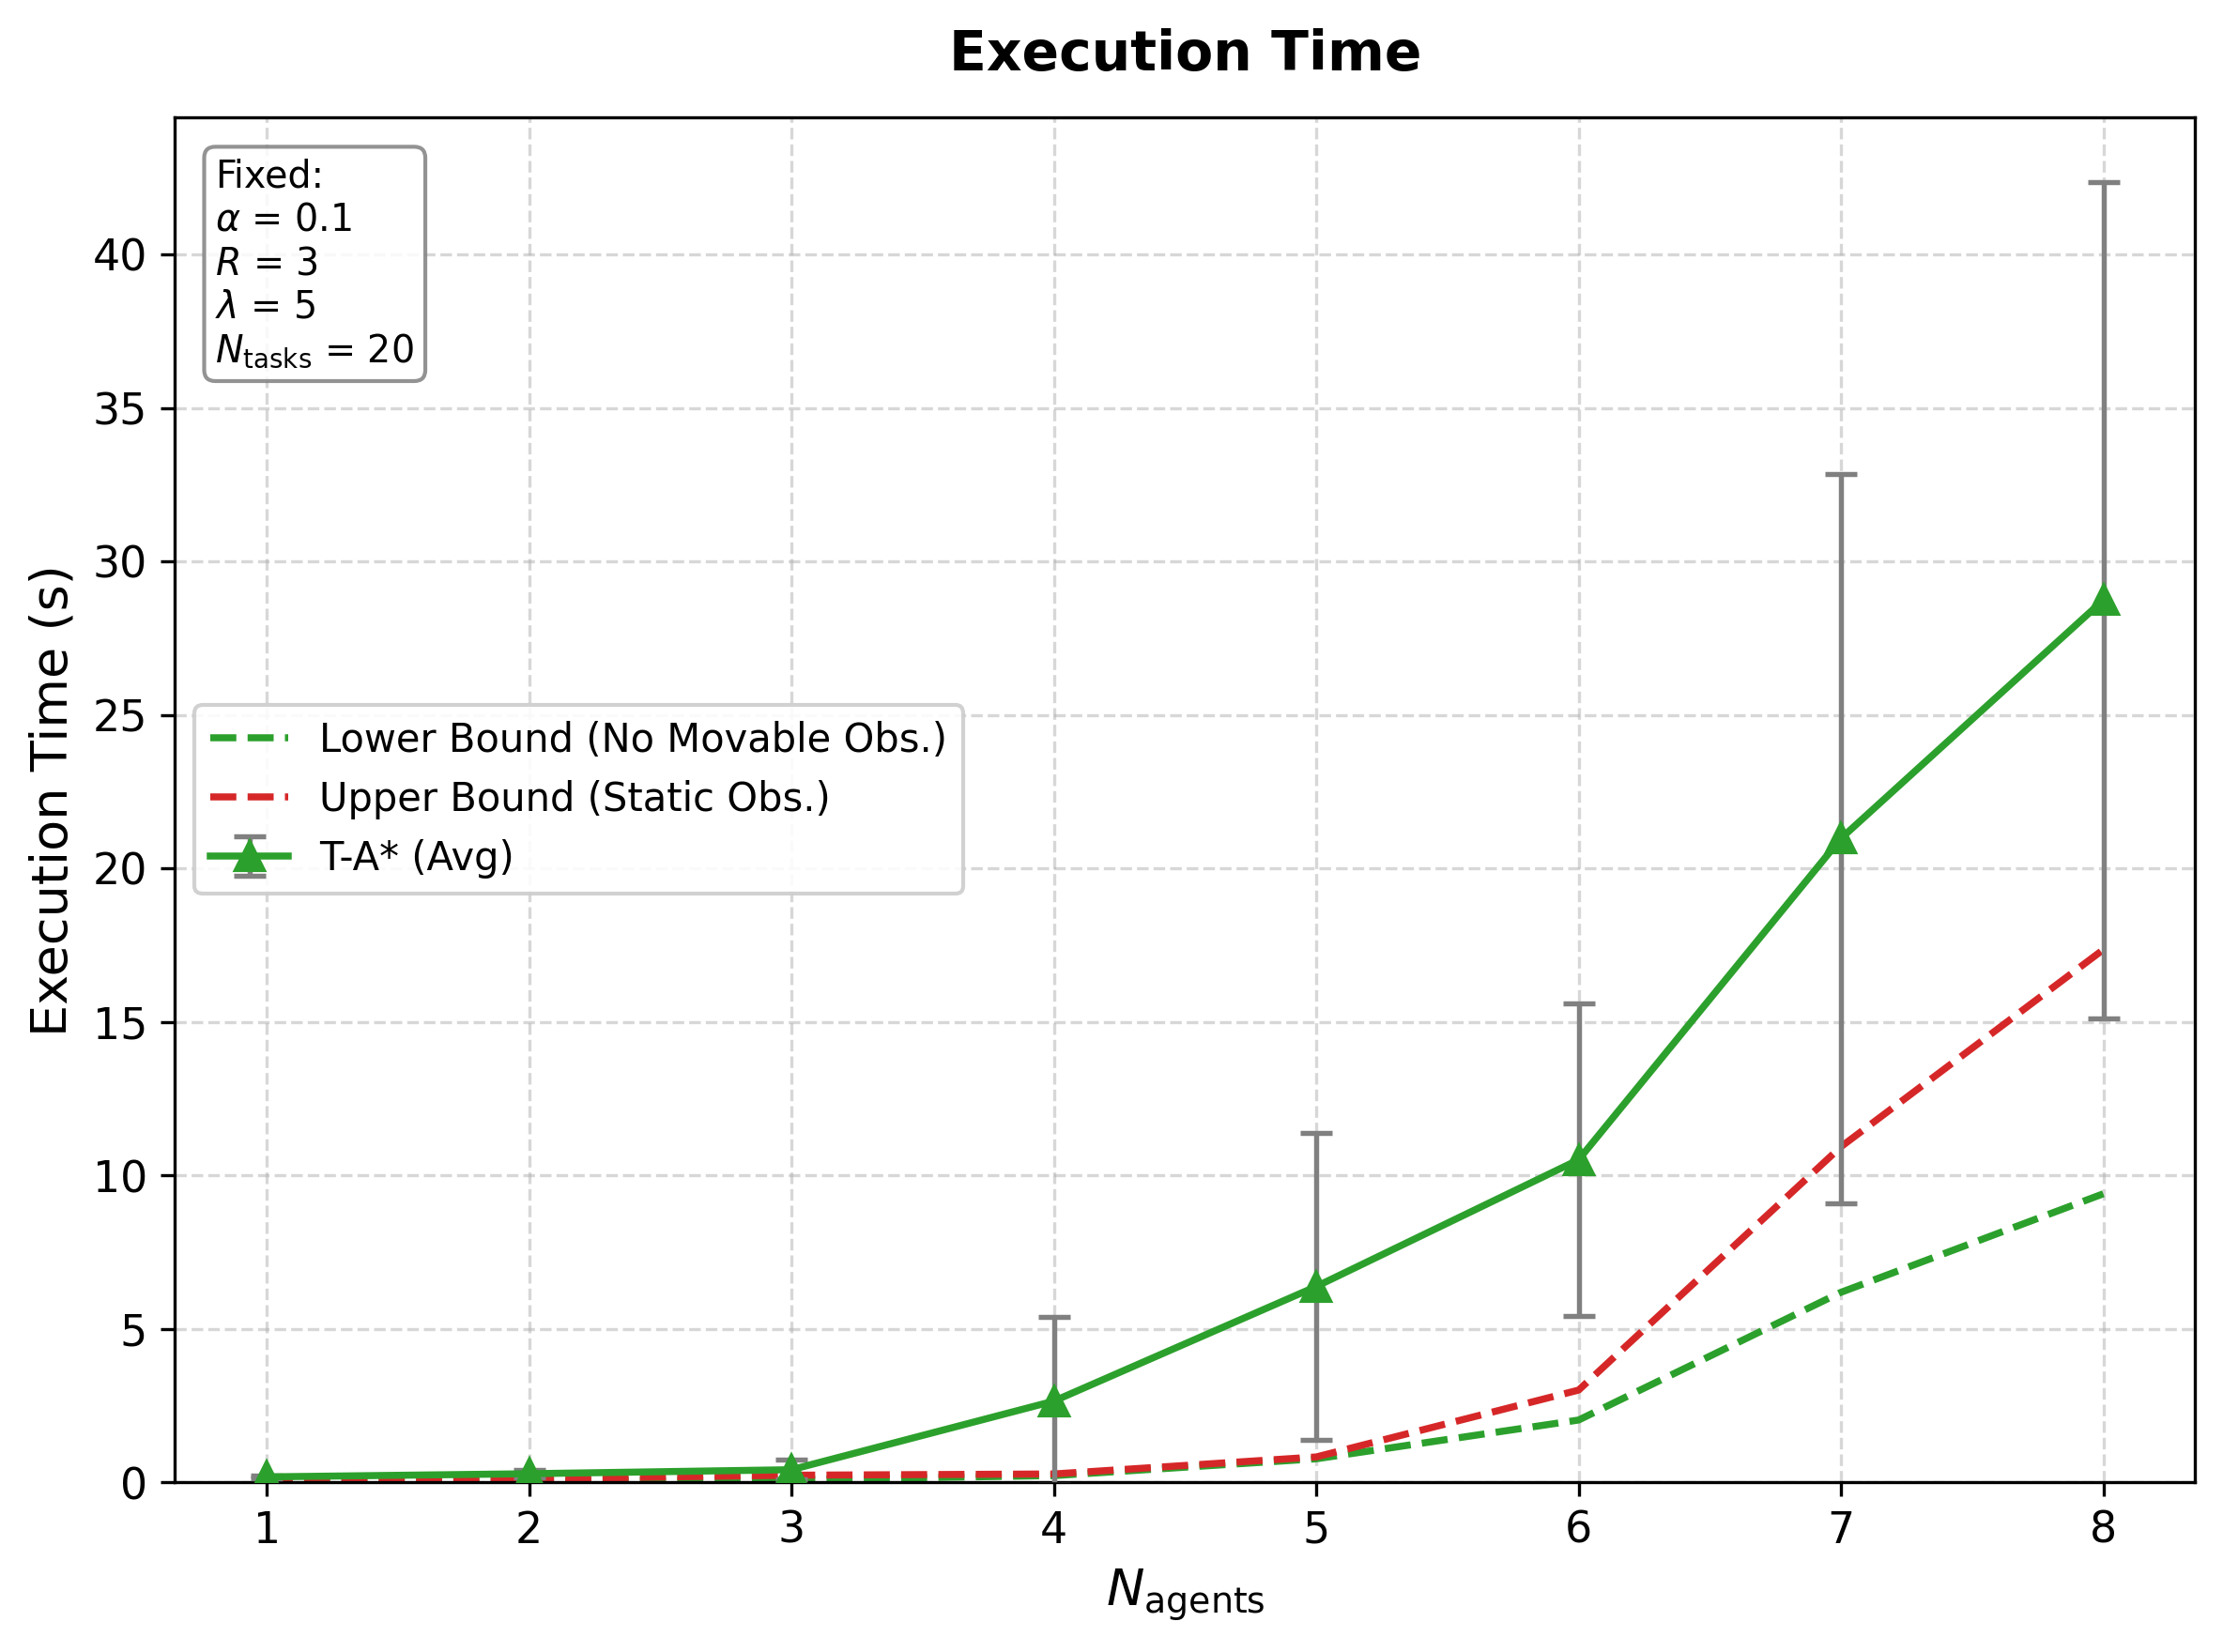 Execution Time
Fixed:
α = 0.1
R = 3
λ = 5
N_tasks = 20
Lower Bound (No Movable Obs.)
Upper Bound (Static Obs.)
T-A* (Avg)
Execution Time (s)
40
35
30
25
20
15
10
5
0
1 2 3 4 5 6 7 8
N_agents